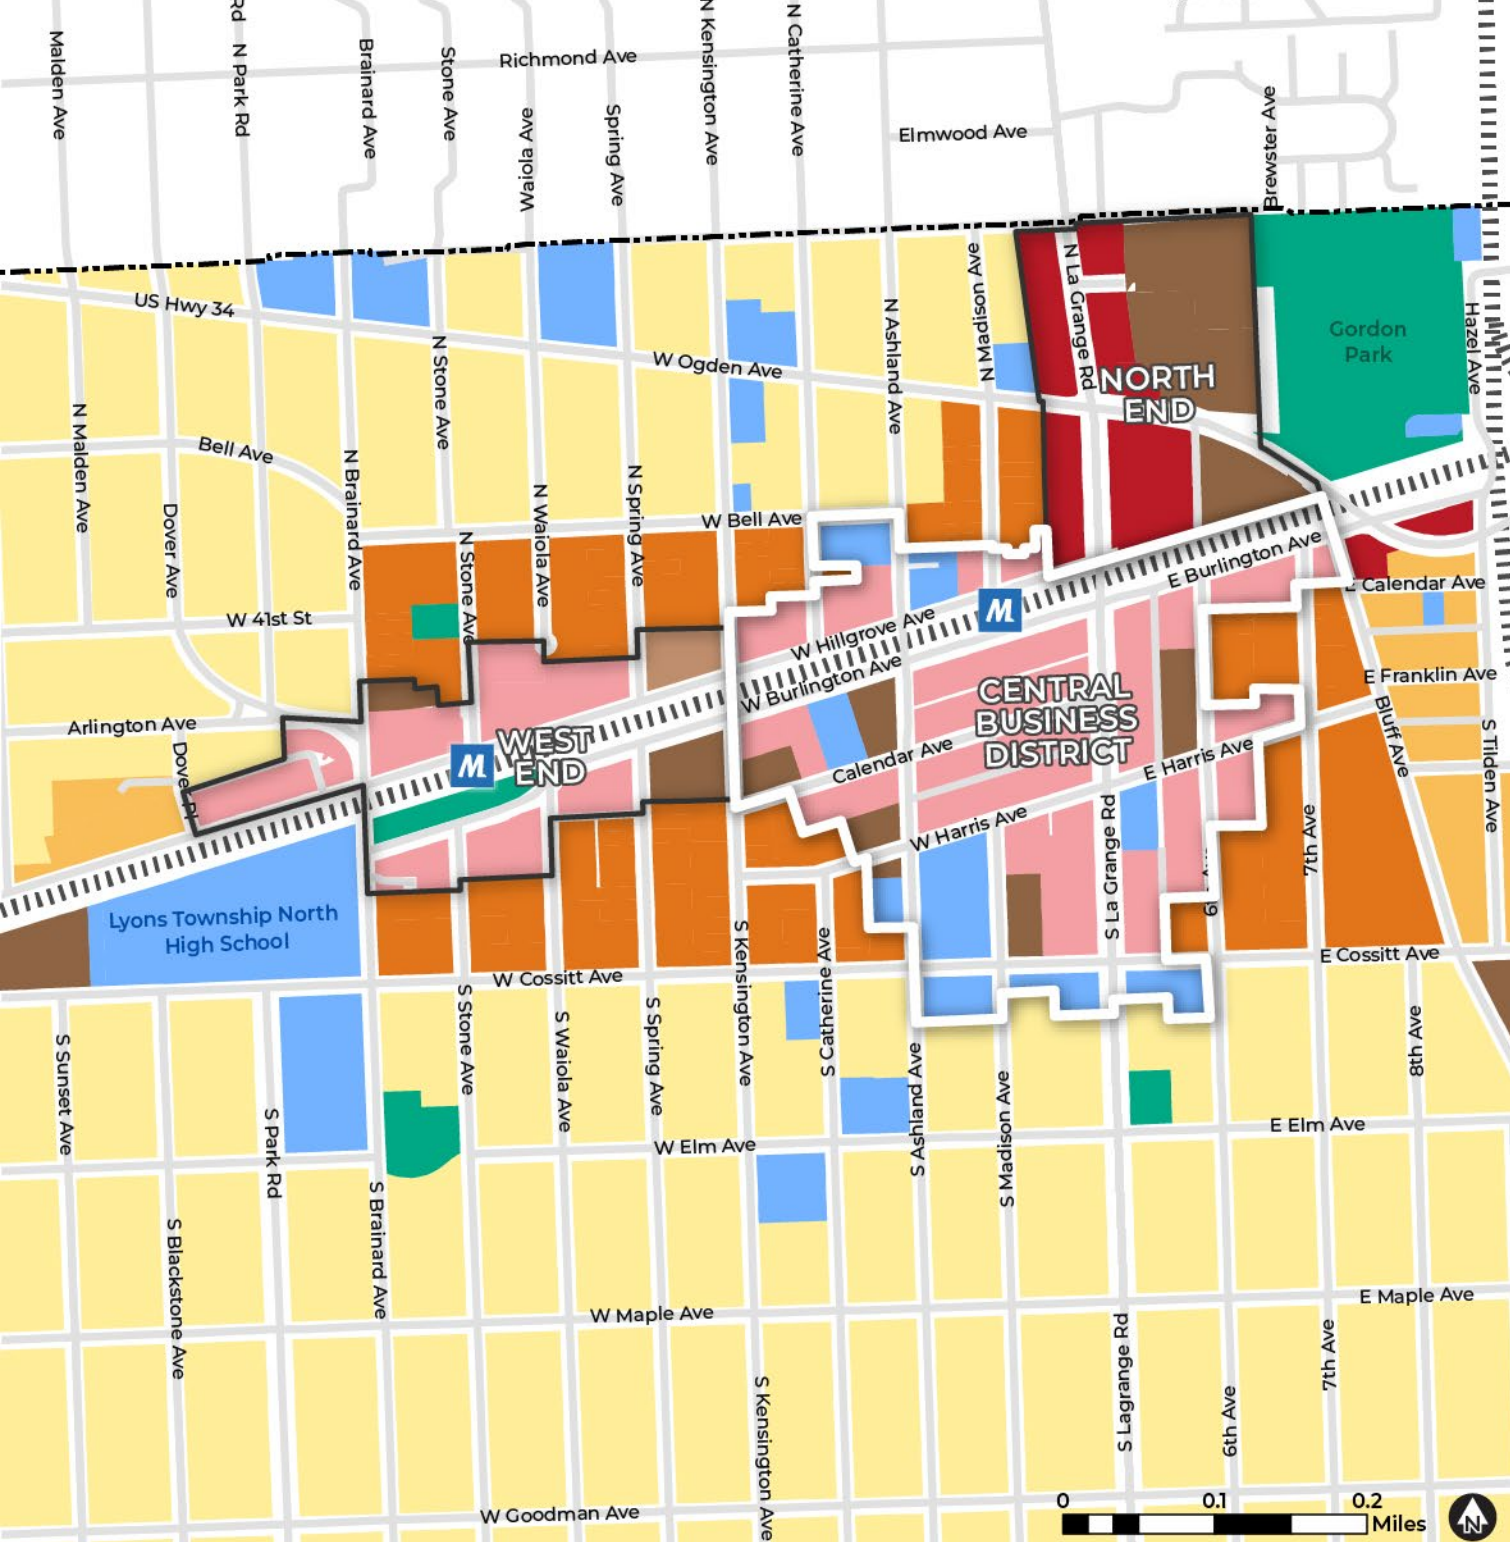 Malden Ave
Rd
N Park Rd
Brainard Ave
Stone Ave
Richmond Ave
Waiola Ave
Spring Ave
N Kensington Ave
N Catherine Ave
Elmwood Ave
Brewster Ave
US Hwy 34
W Ogden Ave
N Ashland Ave
N Madison Ave
N La Grange Rd
NORTH
END
Gordon
Park
Hazel Ave
N Malden Ave
Bell Ave
Dover Ave
N Brainard Ave
N Stone Ave
N Waiola Ave
N Spring Ave
W Bell Ave
N Stone Ave
W 41st St
Arlington Ave
Dover Pl
M
WEST
END
W Hillgrove Ave
W Burlington Ave
M
E Burlington Ave
E Calendar Ave
E Franklin Ave
Bluff Ave
S Tilden Ave
CENTRAL
BUSINESS
DISTRICT
Calendar Ave
E Harris Ave
W Harris Ave
S La Grange Rd
7th Ave
Lyons Township North
High School
W Cossitt Ave
E Cossitt Ave
S Sunset Ave
S Park Rd
S Blackstone Ave
S Brainard Ave
S Stone Ave
S Waiola Ave
S Spring Ave
S Kensington Ave
S Catherine Ave
S Ashland Ave
S Madison Ave
8th Ave
W Elm Ave
E Elm Ave
W Maple Ave
E Maple Ave
S Kensington Ave
S Lagrange Rd
6th Ave
7th Ave
W Goodman Ave
0 0.1 0.2
Miles
N